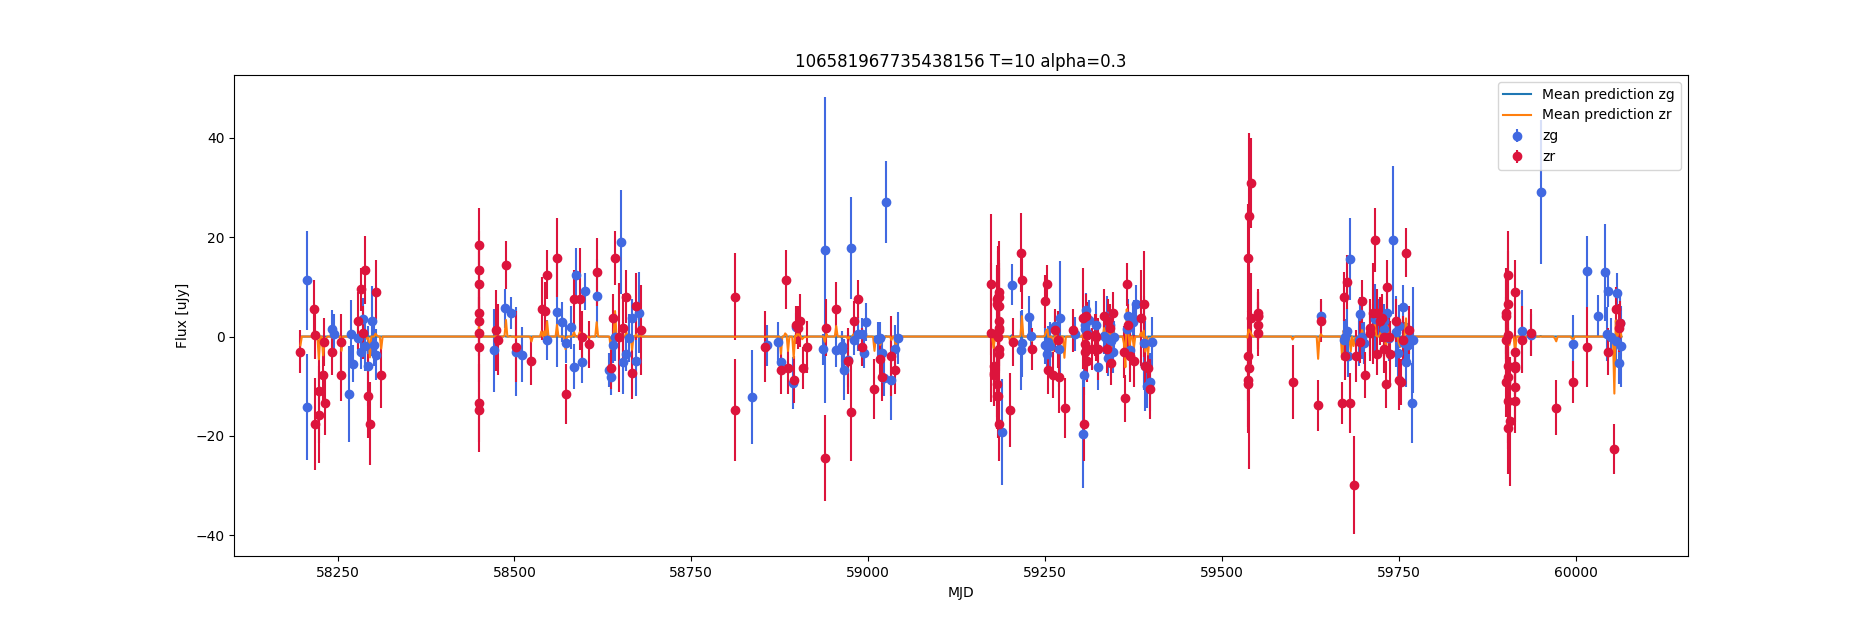 106581967735438156 T=10 alpha=0.3
Mean prediction zg
Mean prediction zr
zg
zr
Flux [uJy]
40
20
0
−20
−40
58250
58500
58750
59000
59250
59500
59750
60000
MJD